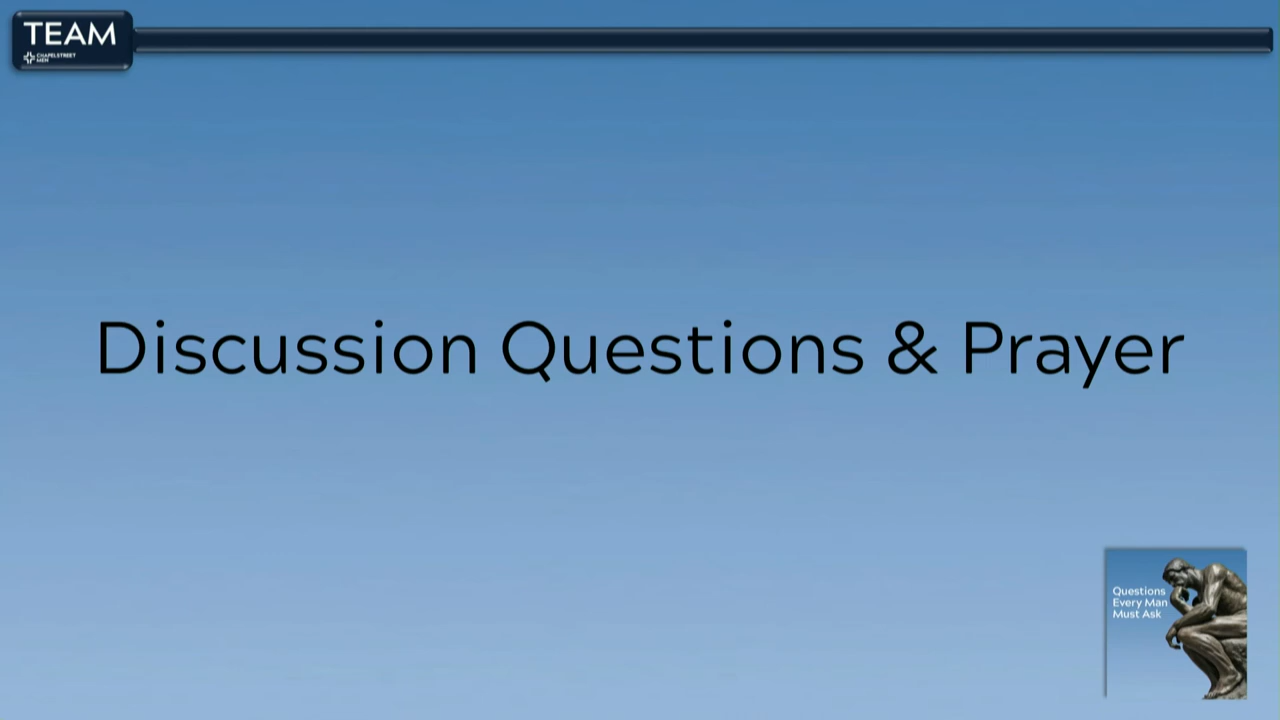 TEAM
CHAPELSTREET
MEN
Discussion Questions & Prayer
Questions
Every Man
Must Ask